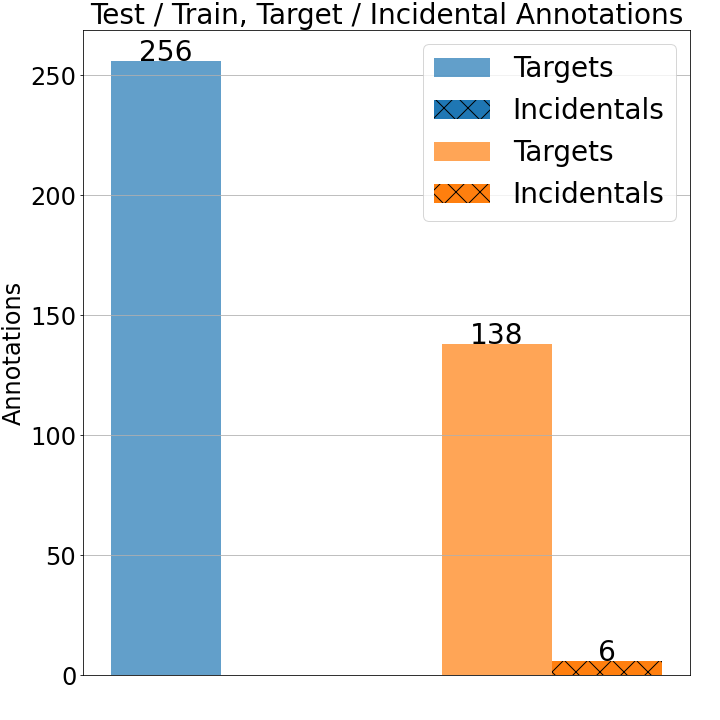 Test / Train, Target / Incidental Annotations
256
250
Targets
Incidentals
Targets
Incidentals
200
150
138
Annotations
100
50
6
0